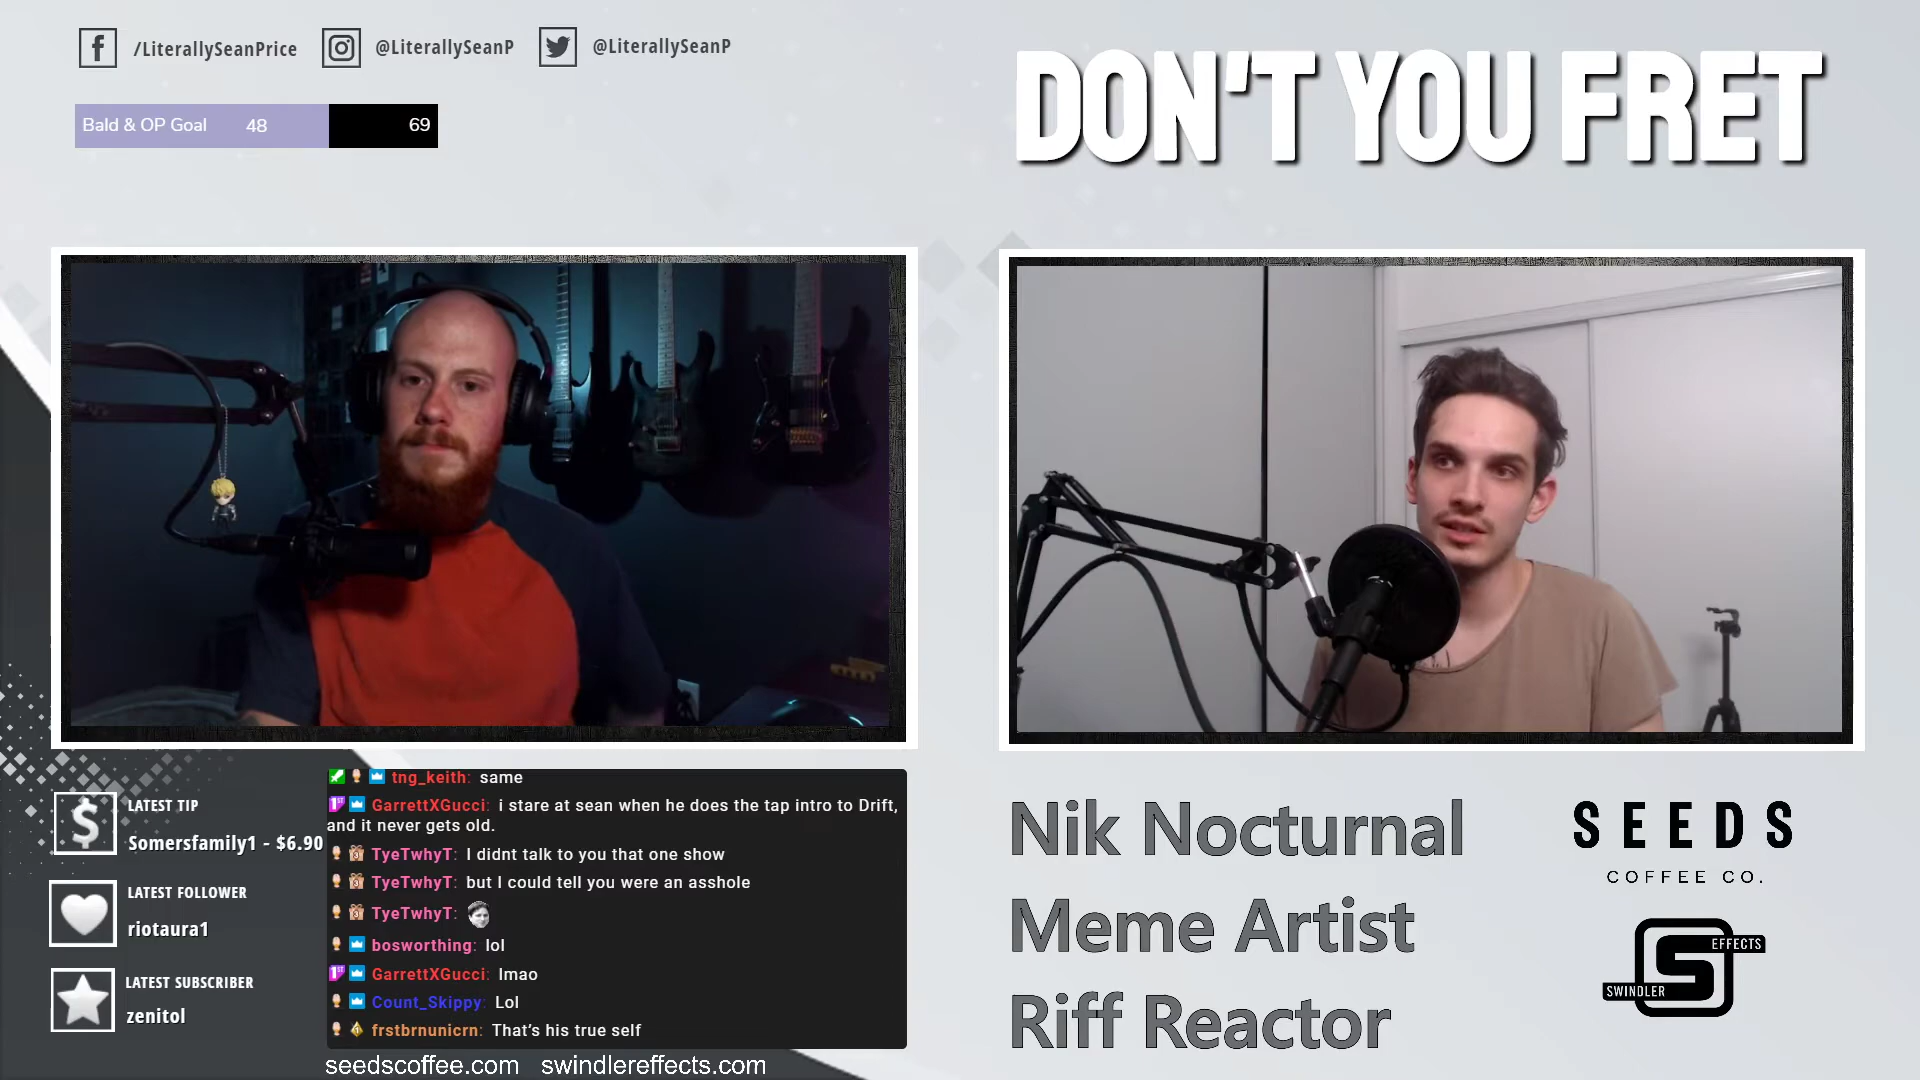 /LiterallySeanPrice
@LiterallySeanP
@LiterallySeanP
Bald & OP Goal 48 69
DON'T YOU FRET
LATEST TIP
Somersfamily1 - $6.90
LATEST FOLLOWER
riotaura1
LATEST SUBSCRIBER
zenitol
tng_keith: same
GarrettXGucci: i stare at sean when he does the tap intro to Drift,
and it never gets old.
TyeTwhyT: I didnt talk to you that one show
TyeTwhyT: but I could tell you were an asshole
TyeTwhyT:
bosworthing: lol
GarrettXGucci: lmao
Count_Skippy: Lol
frstbrnunicrn: That's his true self
seedscoffee.com swindlereffects.com
Nik Nocturnal
Meme Artist
Riff Reactor
SEEDS
COFFEE CO.
EFFECTS
S
SWINDLER